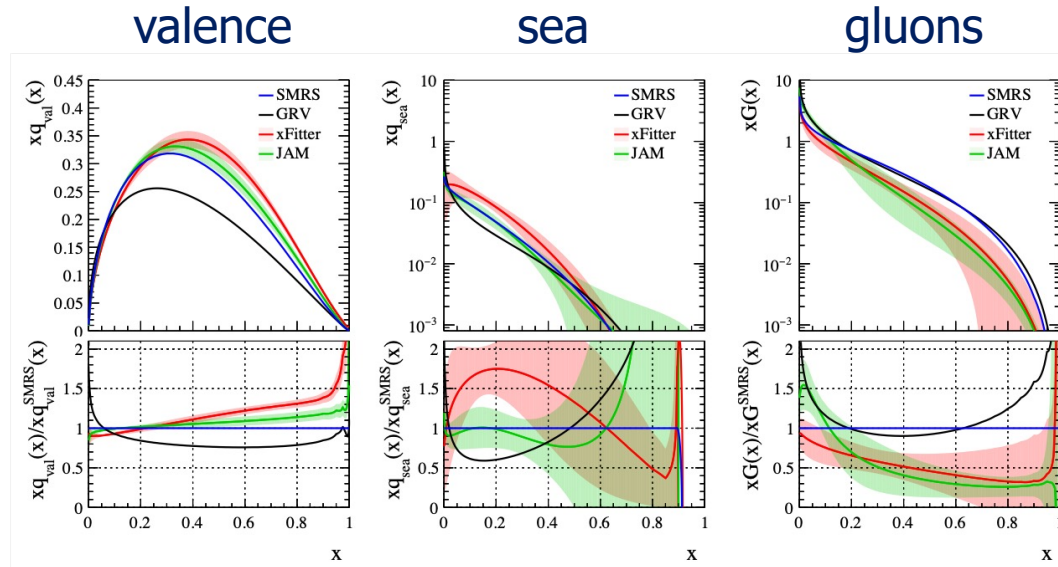 valence sea gluons
xq_val(x)
0.45
0.4
0.35
0.3
0.25
0.2
0.15
0.1
0.05
0
SMRS
GRV
xFitter
JAM
xq_sea(x)
10
1
10^-1
10^-2
10^-3
SMRS
GRV
xFitter
JAM
xG(x)
10
1
10^-1
10^-2
10^-3
SMRS
GRV
xFitter
JAM
xq_val(x)/xq_val^SMRS(x)
2
1.5
1
0.5
0
0 0.2 0.4 0.6 0.8 1
x
xq_sea(x)/xq_sea^SMRS(x)
2
1.5
1
0.5
0
0 0.2 0.4 0.6 0.8 1
x
xG(x)/xG^SMRS(x)
2
1.5
1
0.5
0
0 0.2 0.4 0.6 0.8 1
x